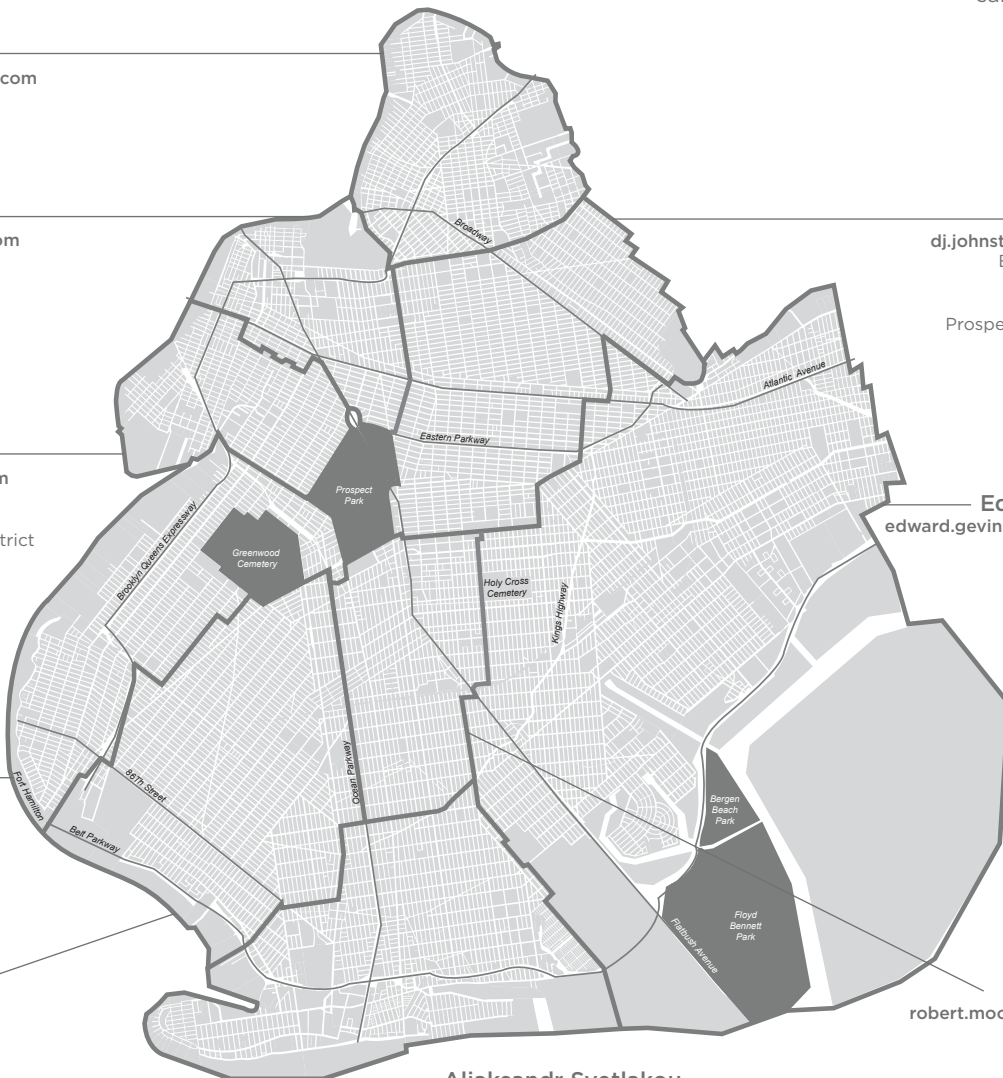 com
om
Broadway
dj.johnst
Prospe
Atlantic Avenue
Eastern Parkway
Prospect
Park
Brooklyn Queens Expressway
trict
Greenwood
Cemetery
Ed
edward.gevin
Holy Cross
Cemetery
Kings Highway
Ocean Parkway
Fort Hamilton
86Th Street
Belt Parkway
Bergen
Beach
Park
Floyd
Bennett
Park
Flatbush Avenue
robert.moo